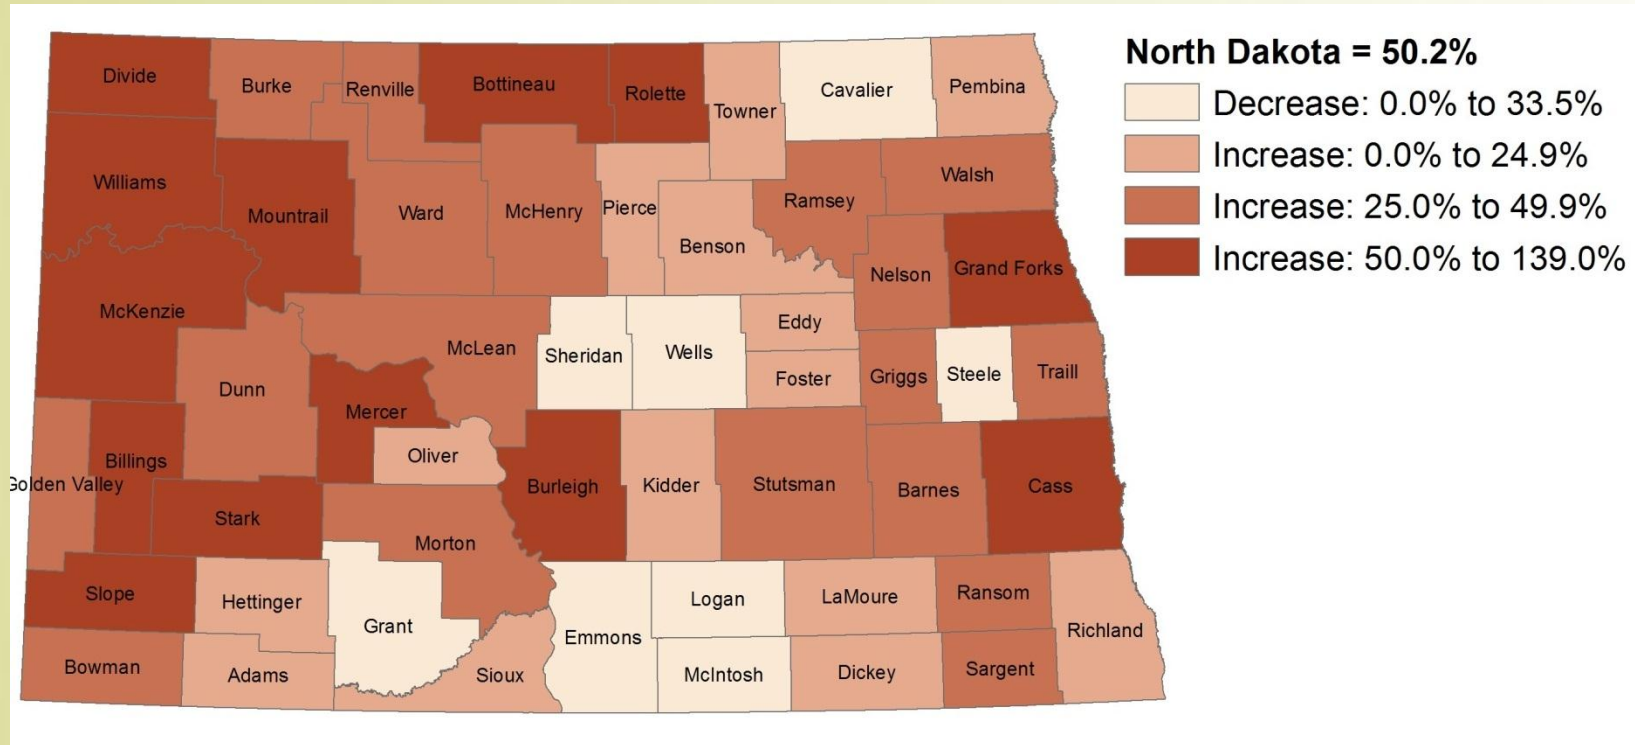 North Dakota = 50.2%
Decrease: 0.0% to 33.5%
Increase: 0.0% to 24.9%
Increase: 25.0% to 49.9%
Increase: 50.0% to 139.0%
Divide
Burke
Renville
Bottineau
Rolette
Towner
Cavalier
Pembina
Williams
Mountrail
Ward
McHenry
Pierce
Benson
Ramsey
Walsh
Nelson
Grand Forks
McKenzie
Dunn
McLean
Sheridan
Wells
Eddy
Foster
Griggs
Steele
Traill
Mercer
Oliver
Golden Valley
Billings
Stark
Burleigh
Kidder
Stutsman
Barnes
Cass
Morton
Slope
Hettinger
Grant
Emmons
Logan
LaMoure
Ransom
Richland
Bowman
Adams
Sioux
McIntosh
Dickey
Sargent